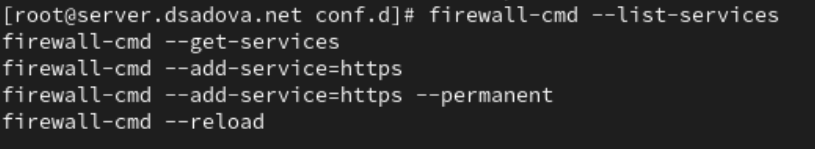 [root@server.dsadova.net conf.d]# firewall-cmd --list-services
firewall-cmd --get-services
firewall-cmd --add-service=https
firewall-cmd --add-service=https --permanent
firewall-cmd --reload